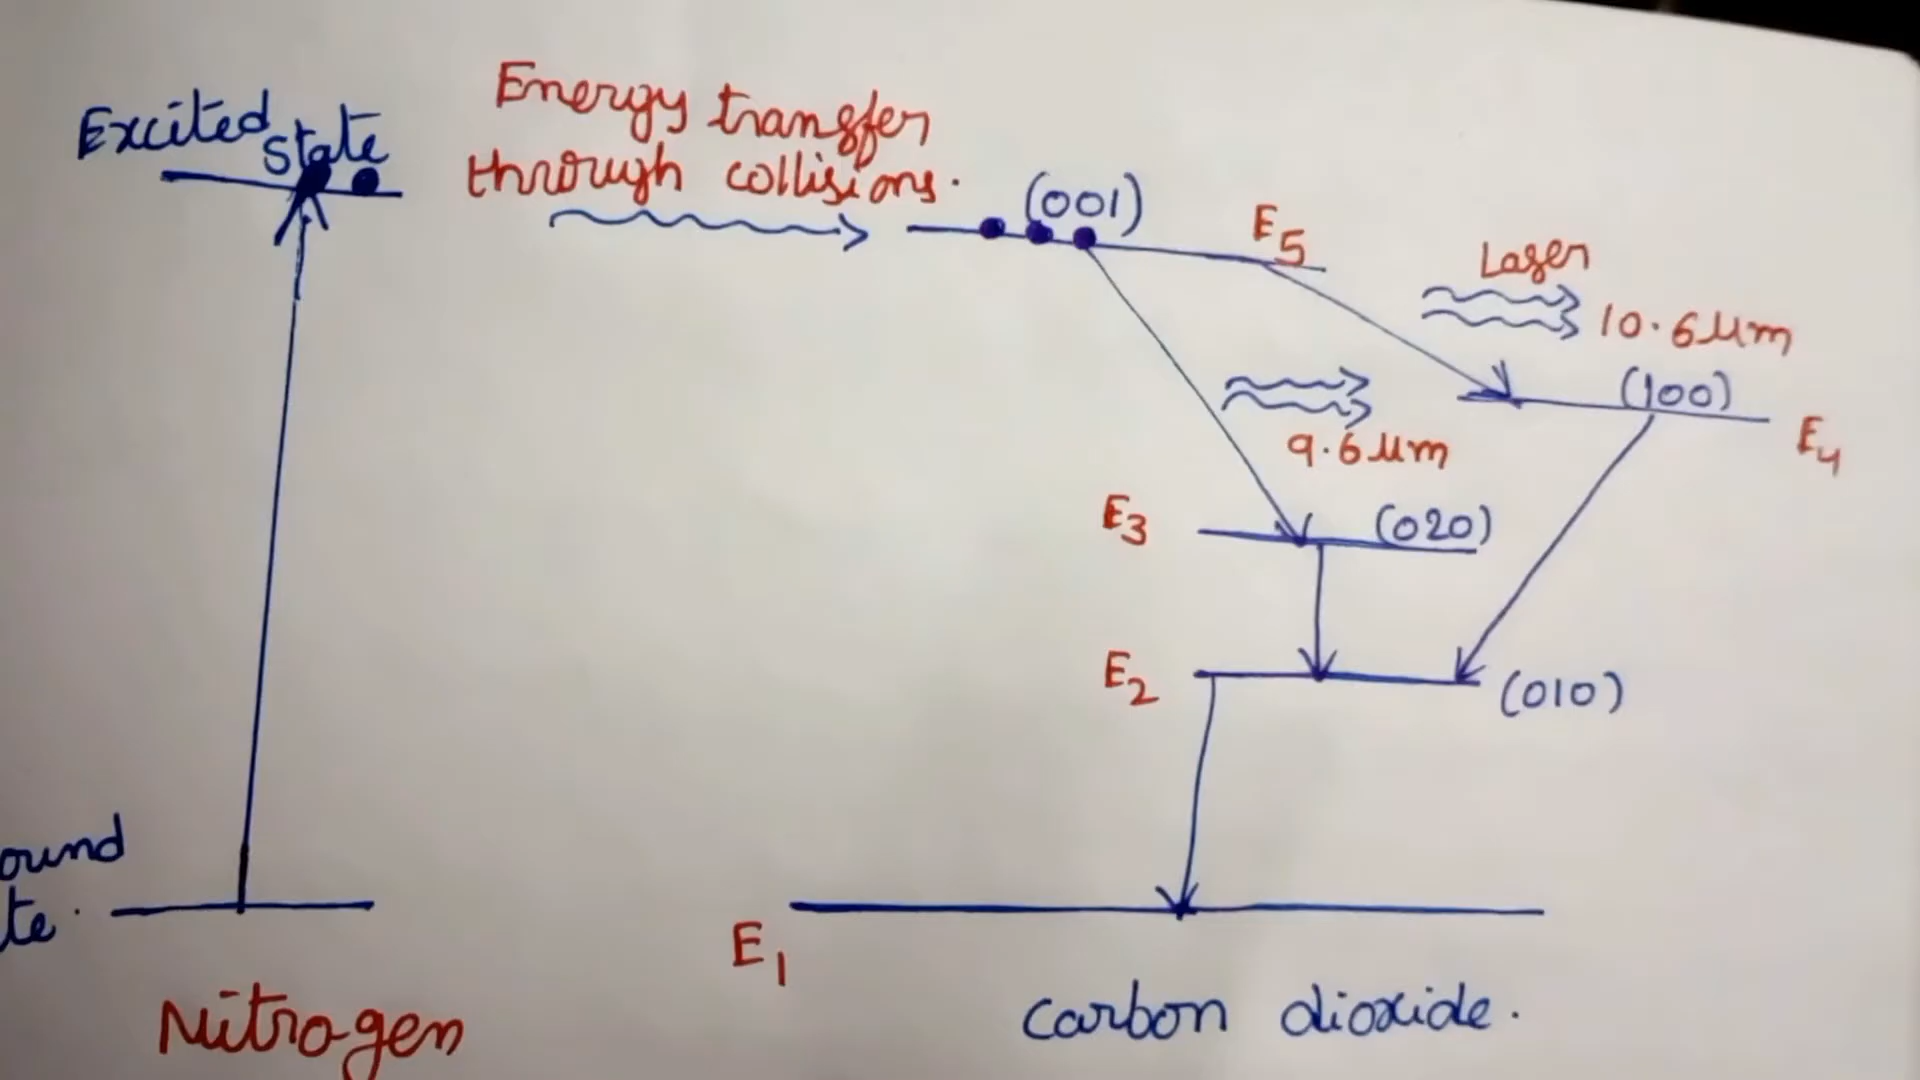 Excited state
Energy transfer
through collisions.
(001)
E5
Laser
10.6 μm
(100)
E4
9.6 μm
E3
(020)
E2
(010)
ound
te.
E1
Nitrogen
carbon dioxide.